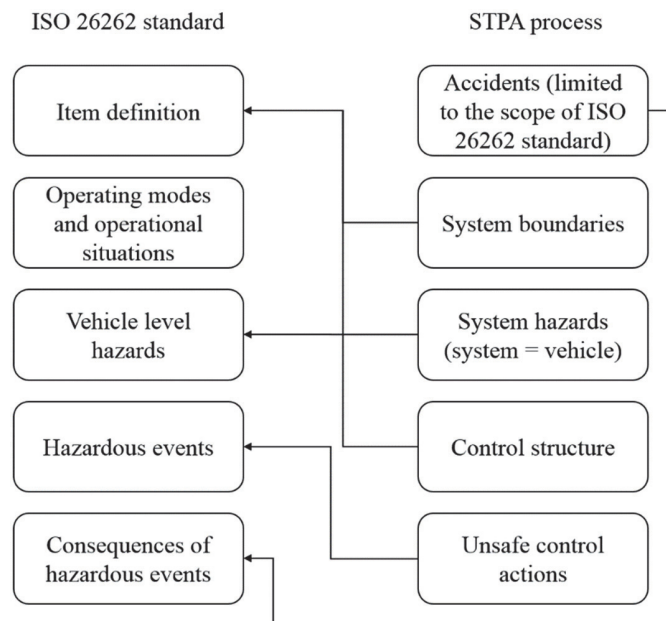 ISO 26262 standard
STPA process
Item definition
Accidents (limited
to the scope of ISO
26262 standard)
Operating modes
and operational
situations
System boundaries
Vehicle level
hazards
System hazards
(system = vehicle)
Hazardous events
Control structure
Consequences of
hazardous events
Unsafe control
actions